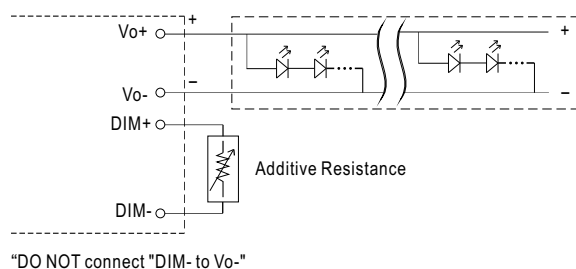 +
Vo+
+
–
Vo-
–
DIM+
Additive Resistance
DIM-
"DO NOT connect "DIM- to Vo-"